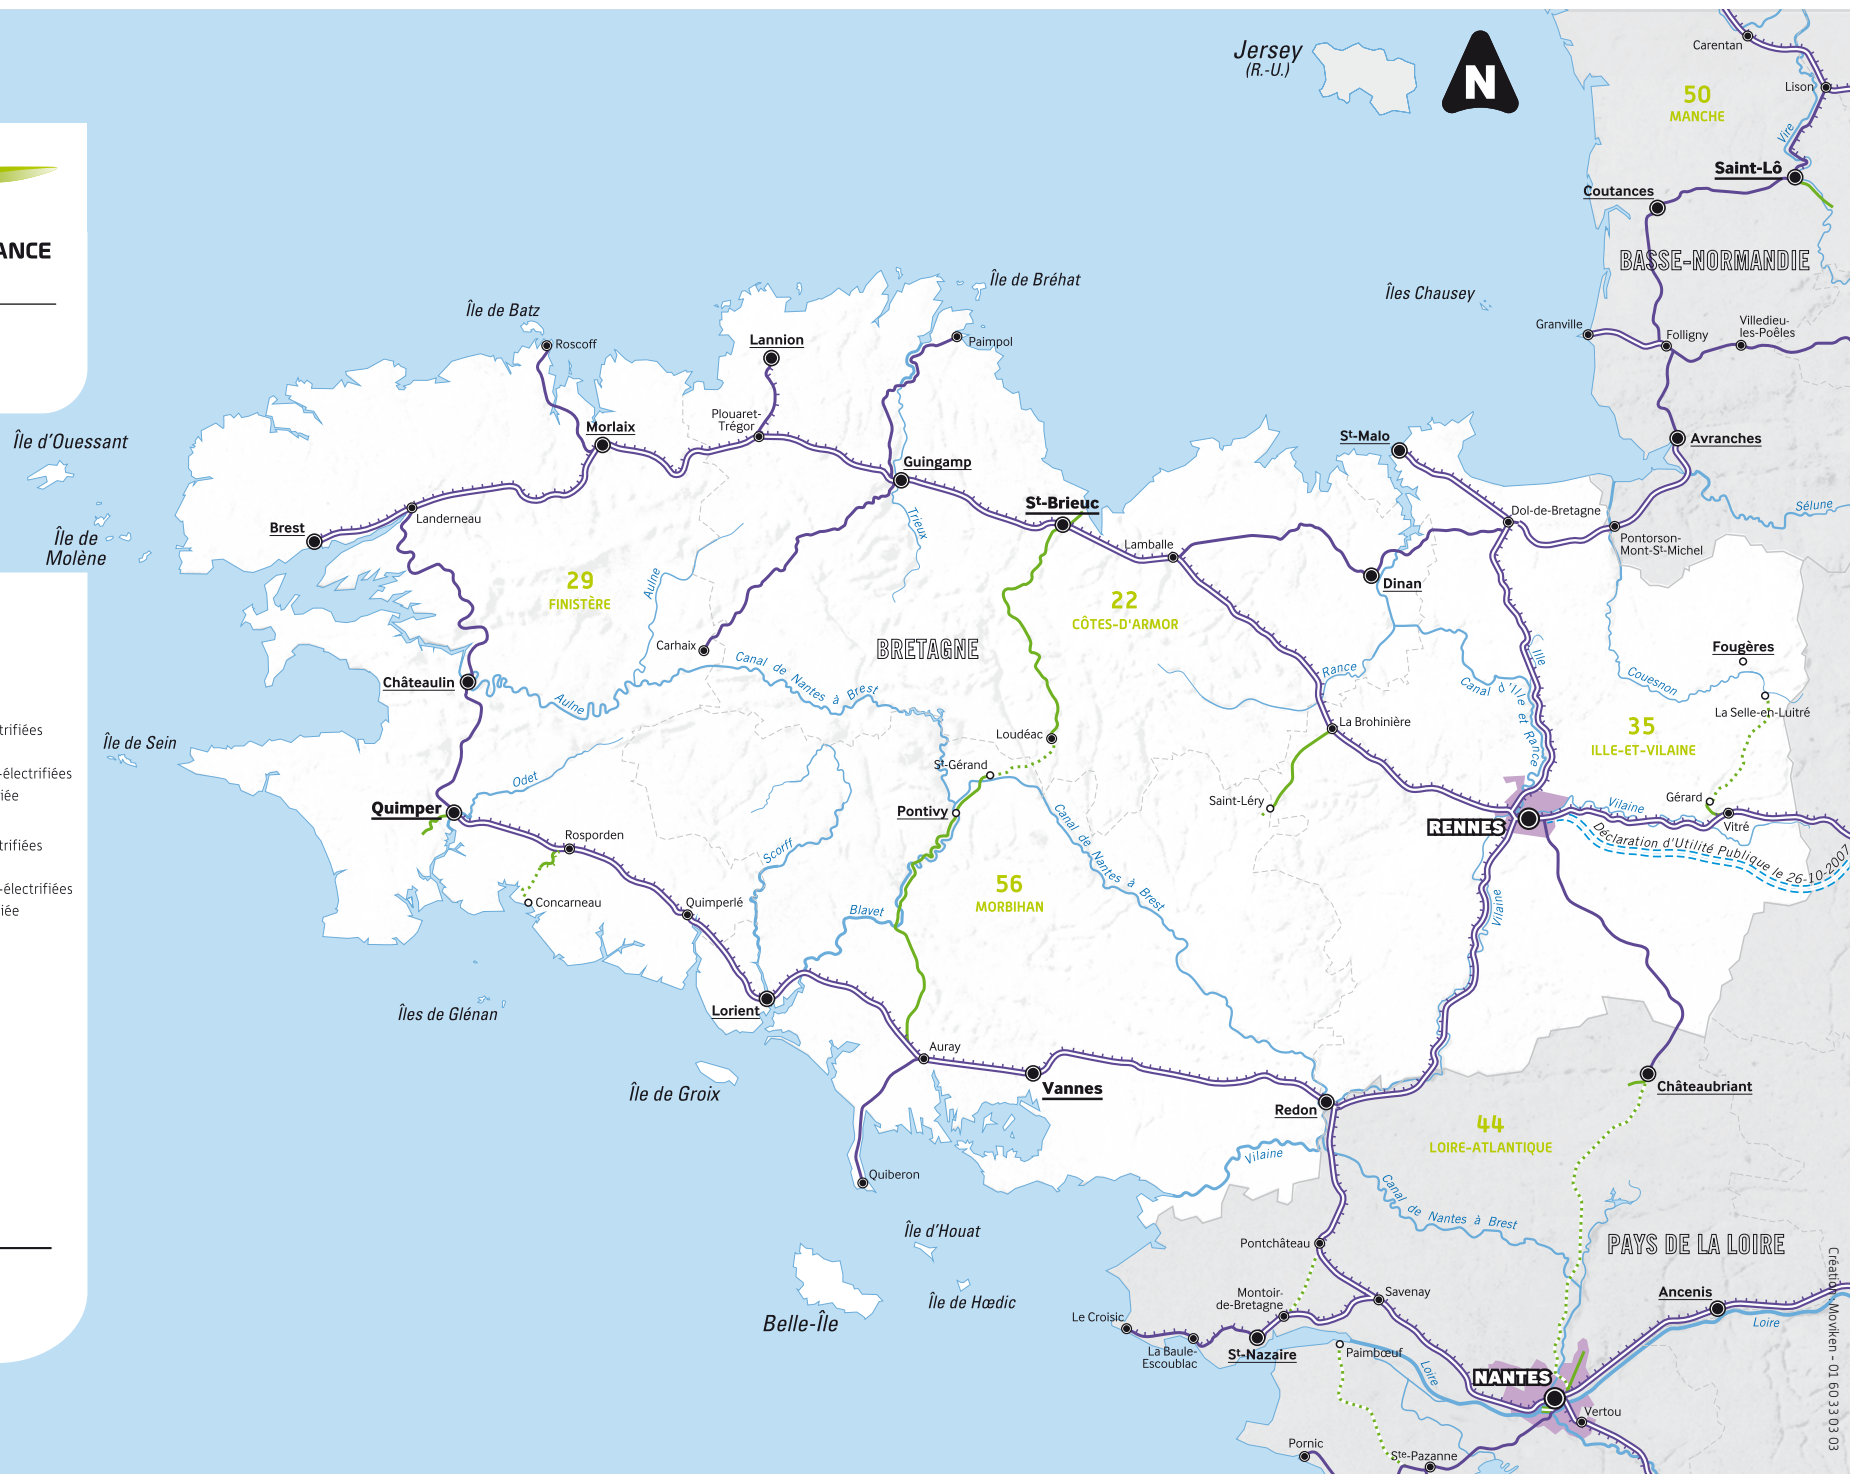 ANCE
trifiées
-électrifiées
iée
trifiées
-électrifiées
iée
Jersey
(R.-U.)
N
Carentan
Lison
50
MANCHE
Vire
Saint-Lô
Coutances
BASSE-NORMANDIE
Îles Chausey
Granville
Folligny
Villedieu-
les-Poêles
Avranches
Sélune
Île de Bréhat
Île de Batz
Roscoff
Lannion
Paimpol
Plouaret-
Trégor
Morlaix
Guingamp
Île d'Ouessant
Île de
Molène
Brest
Landerneau
St-Brieuc
Trieux
Lamballe
St-Malo
Dol-de-Bretagne
Pontorson-
Mont-St-Michel
Dinan
29
FINISTÈRE
Aulne
22
CÔTES-D'ARMOR
BRETAGNE
Carhaix
Canal de Nantes à Brest
Châteaulin
Aulne
Rance
Canal d'Ille et Rance
Ille
Fougères
Couesnon
La Selle-en-Luitré
35
ILLE-ET-VILAINE
La Brohinière
Loudéac
St-Gérand
Île de Sein
Odet
Quimper
Pontivy
Saint-Léry
Gérard
Vilaine
Vitré
RENNES
Déclaration d'Utilité Publique le 26-10-2007
Rosporden
Scorff
Canal de Nantes à Brest
56
MORBIHAN
Concarneau
Quimperlé
Blavet
Vilaine
Îles de Glénan
Lorient
Auray
Vannes
Île de Groix
Redon
Châteaubriant
44
LOIRE-ATLANTIQUE
Vilaine
Quiberon
Canal de Nantes à Brest
Île d'Houat
Pontchâteau
PAYS DE LA LOIRE
Île de Hœdic
Belle-Île
Montoir-
de-Bretagne
Savenay
Ancenis
Loire
Le Croisic
La Baule-
Escoublac
St-Nazaire
Paimbœuf
Loire
NANTES
Vertou
Pornic
Ste-Pazanne
Création: Moviken - 01 60 33 03 03